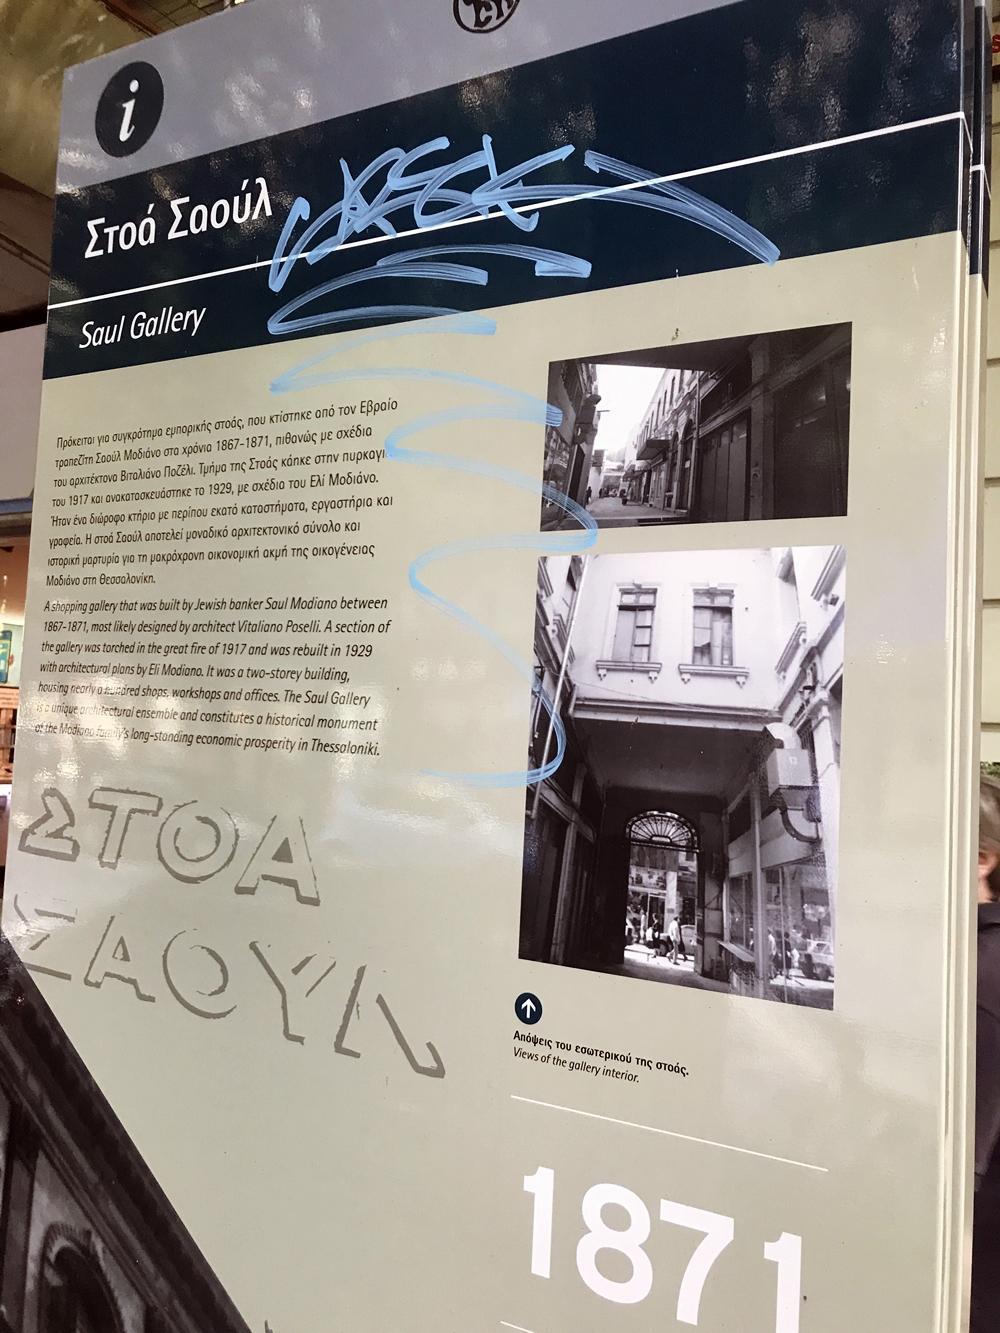 i
Στοά Σαούλ
Saul Gallery
Πρόκειται για συγκρότημα εμπορικής στοάς, που κτίστηκε από τον Εβραίο
τραπεζίτη Σαούλ Μοδιάνο στα χρόνια 1867-1871, πιθανώς με σχέδια
του αρχιτέκτονα Βιταλιάνο Ποζέλι. Τμήμα της Στοάς κάηκε στην πυρκαγι
του 1917 και ανακατασκευάστηκε το 1929, με σχέδια του Ελί Μοδιάνο.
Ήταν ένα διώροφο κτήριο με περίπου εκατό καταστήματα, εργαστήρια και
γραφεία. Η στοά Σαούλ αποτελεί μοναδικό αρχιτεκτονικό σύνολο και
ιστορική μαρτυρία για τη μακρόχρονη οικονομική ακμή της οικογένειας
Μοδιάνο στη Θεσσαλονίκη.
A shopping gallery that was built by Jewish banker Saul Modiano between
1867-1871, most likely designed by architect Vitaliano Poselli. A section of
the gallery was torched in the great fire of 1917 and was rebuilt in 1929
with architectural plans by Eli Modiano. It was a two-storey building,
housing nearly a hundred shops, workshops and offices. The Saul Gallery
is a unique architectural ensemble and constitutes a historical monument
of the Modiano family's long-standing economic prosperity in Thessaloniki.
ΣΤΟΑ
ΣΑΟΥΛ
Απόψεις του εσωτερικού της στοάς.
Views of the gallery interior.
1871